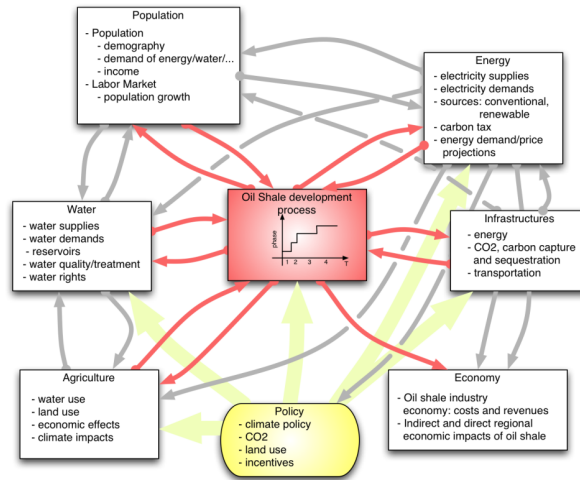 Population
- Population
- demography
- demand of energy/water/...
- income
- Labor Market
- population growth
Energy
- electricity supplies
- electricity demands
- sources: conventional,
renewable
- carbon tax
- energy demand/price
projections
Oil Shale development
process
phase
1 2 3 4
T
Water
- water supplies
- water demands
- reservoirs
- water quality/treatment
- water rights
Infrastructures
- energy
- CO2, carbon capture
and sequestration
- transportation
Agriculture
- water use
- land use
- economic effects
- climate impacts
Policy
- climate policy
- CO2
- land use
- incentives
Economy
- Oil shale industry
economy: costs and revenues
- Indirect and direct regional
economic impacts of oil shale